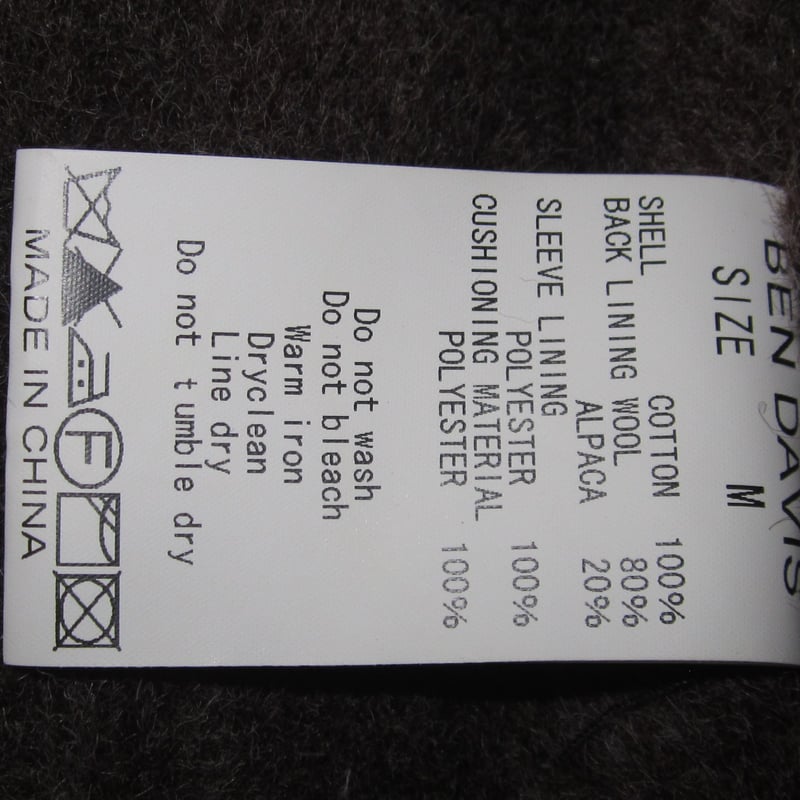 BEN DAVIS
SIZE M
SHELL COTTON 100%
BACK LINING WOOL 80%
ALPACA 20%
SLEEVE LINING
POLYESTER 100%
CUSHIONING MATERIAL
POLYESTER 100%
Do not wash
Do not bleach
Warm iron
Dryclean
Line dry
Do not tumble dry
F
MADE IN CHINA